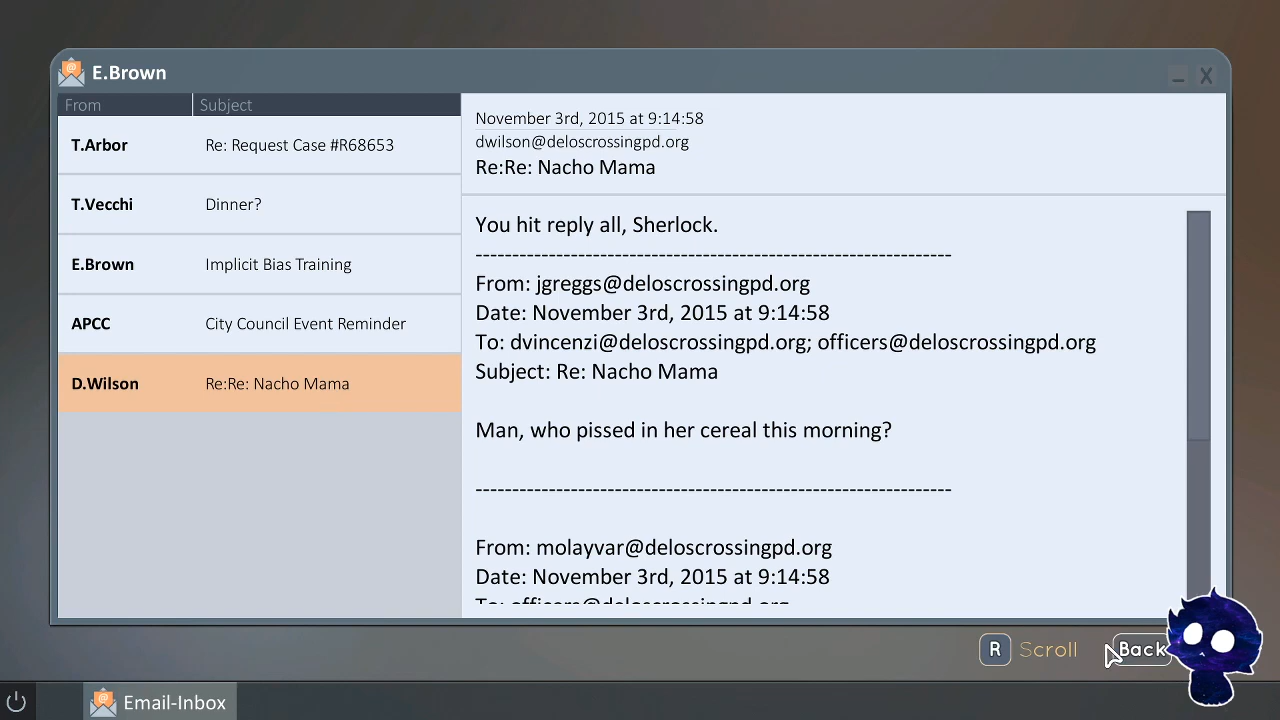 E.Brown
From Subject
T.Arbor Re: Request Case #R68653
T.Vecchi Dinner?
E.Brown Implicit Bias Training
APCC City Council Event Reminder
D.Wilson Re:Re: Nacho Mama
November 3rd, 2015 at 9:14:58
dwilson@deloscrossingpd.org
Re:Re: Nacho Mama
You hit reply all, Sherlock.
-----------------------------------------------------------------
From: jgreggs@deloscrossingpd.org
Date: November 3rd, 2015 at 9:14:58
To: dvincenzi@deloscrossingpd.org; officers@deloscrossingpd.org
Subject: Re: Nacho Mama
Man, who pissed in her cereal this morning?
-----------------------------------------------------------------
From: molayvar@deloscrossingpd.org
Date: November 3rd, 2015 at 9:14:58
To: officers@deloscrossingpd.org
R Scroll Back
Email-Inbox